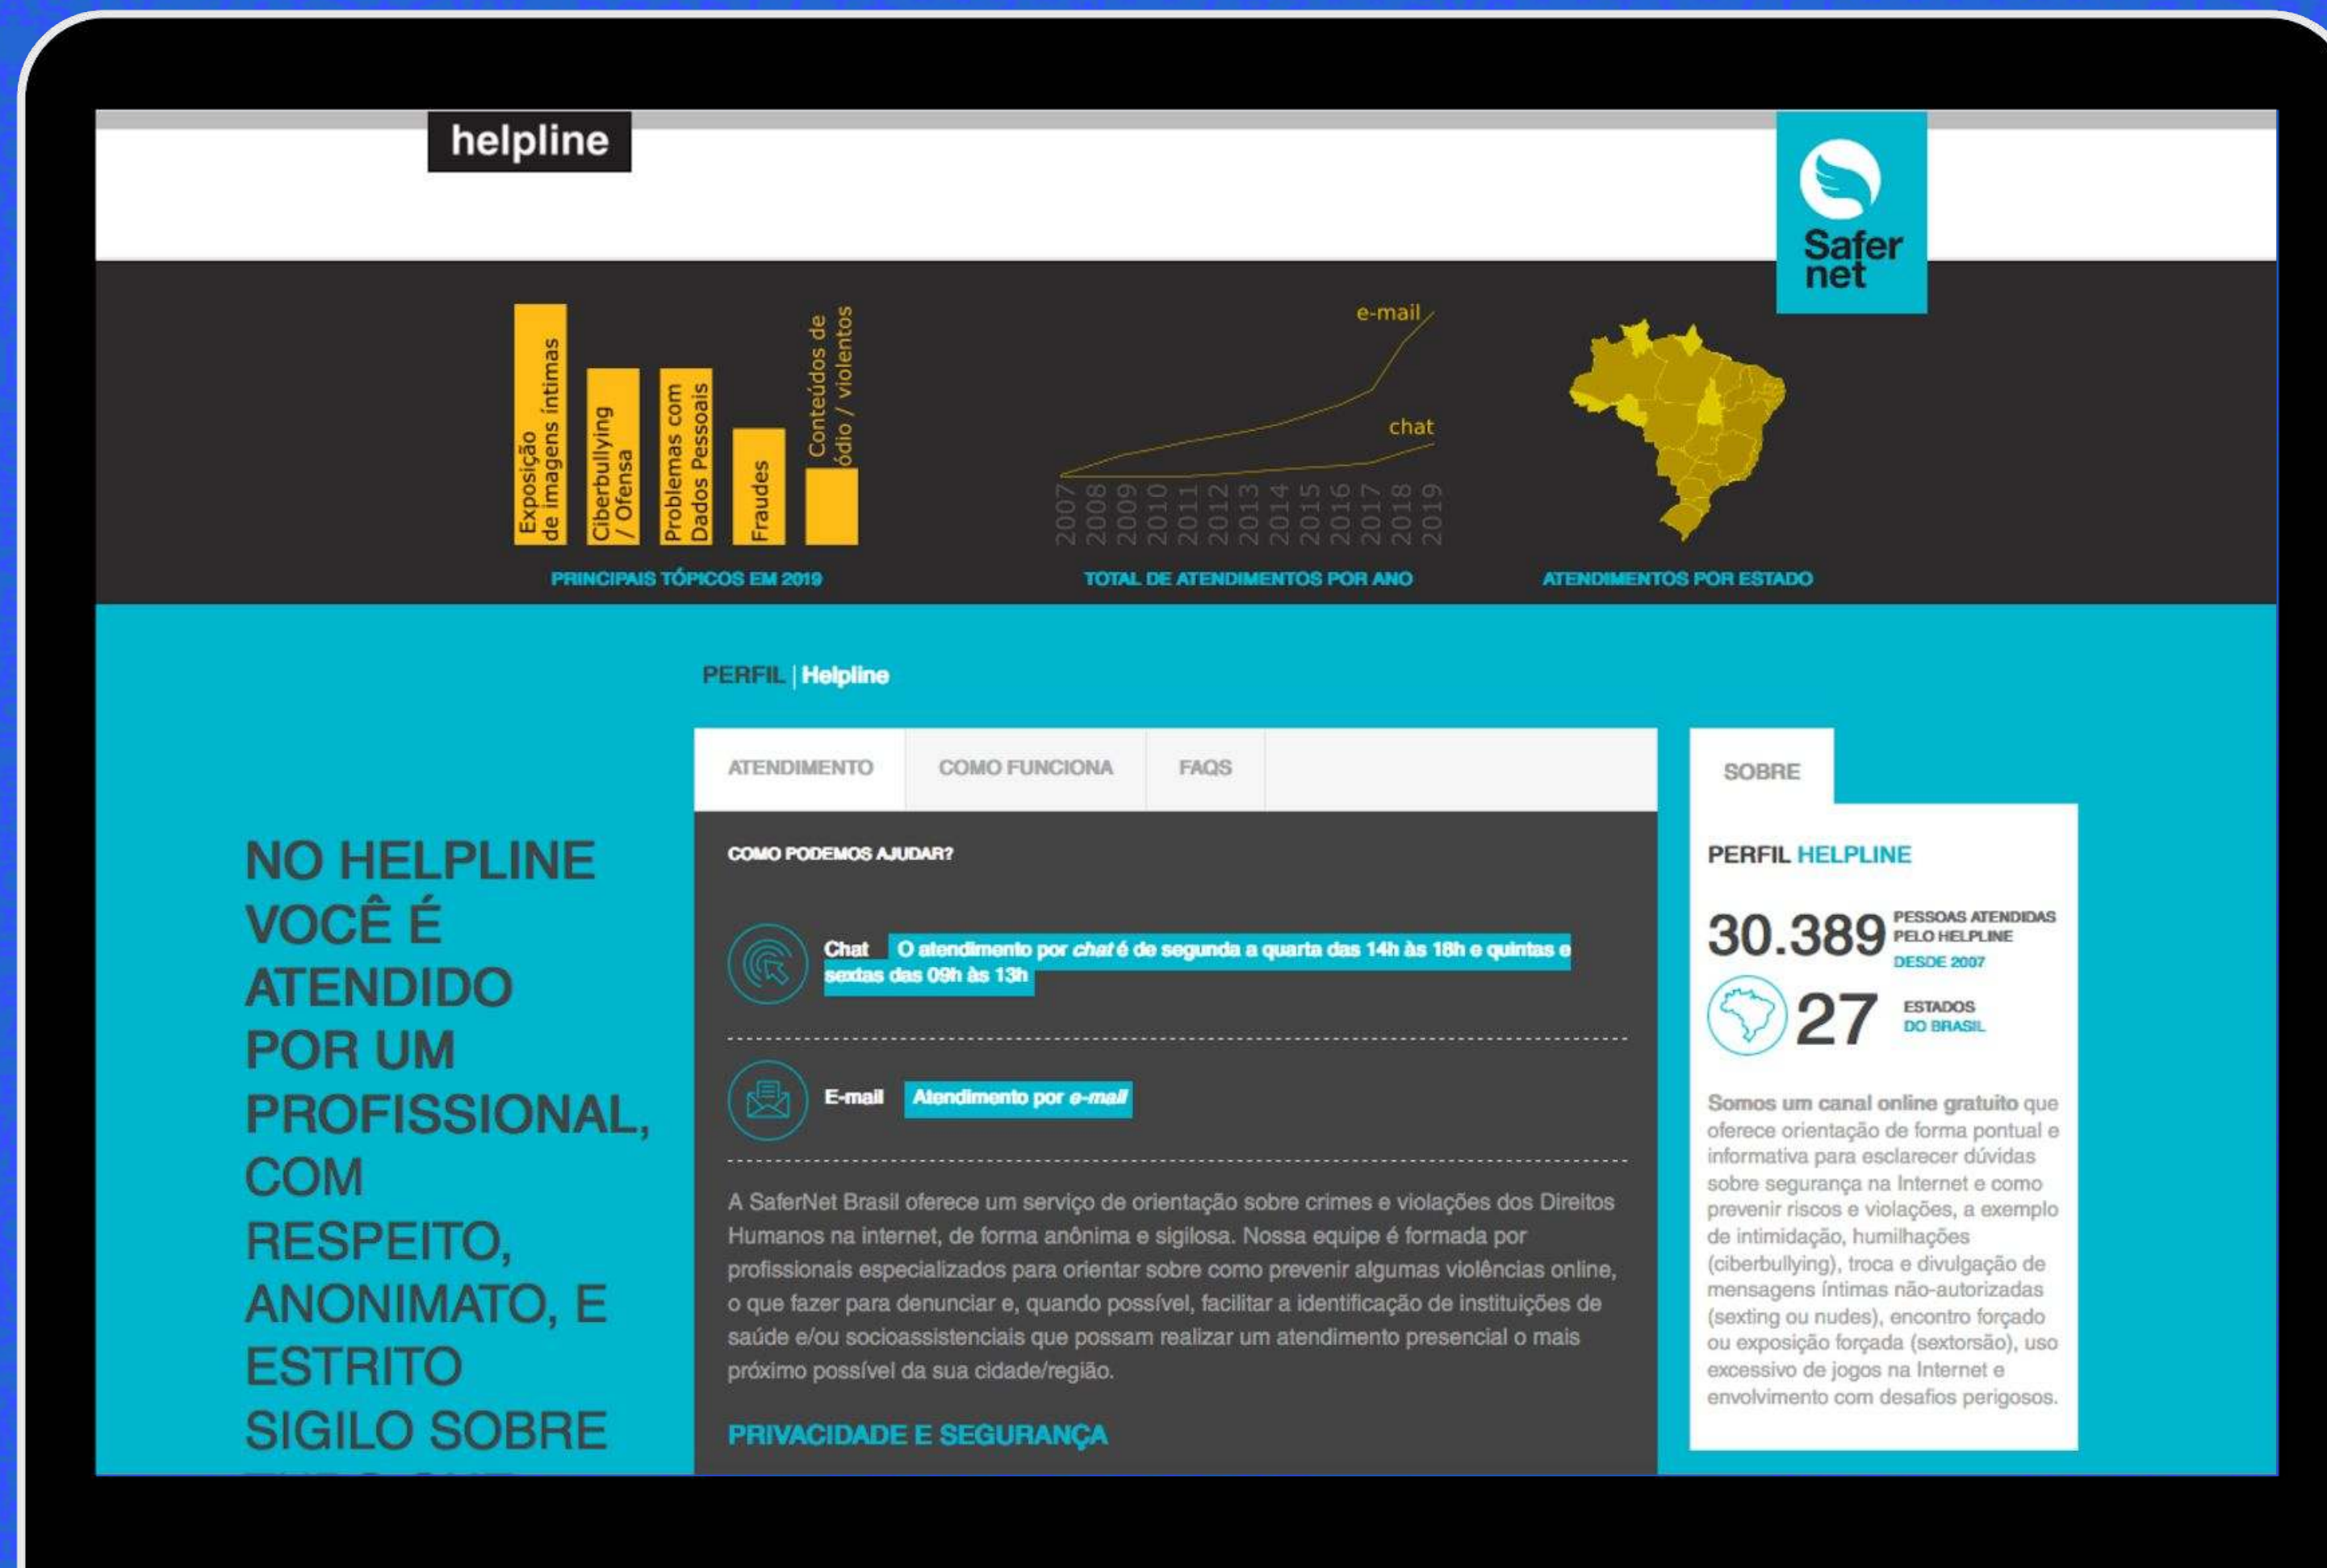 helpline
Safer
net
Exposição
de imagens íntimas
Ciberbullying
/ Ofensa
Problemas com
Dados Pessoais
Fraudes
Conteúdos de
ódio / violentos
PRINCIPAIS TÓPICOS EM 2019
e-mail
chat
2007
2008
2009
2010
2011
2012
2013
2014
2015
2016
2017
2018
2019
TOTAL DE ATENDIMENTOS POR ANO
ATENDIMENTOS POR ESTADO
NO HELPLINE
VOCÊ É
ATENDIDO
POR UM
PROFISSIONAL,
COM
RESPEITO,
ANONIMATO, E
ESTRITO
SIGILO SOBRE
PERFIL | Helpline
ATENDIMENTO COMO FUNCIONA FAQS
COMO PODEMOS AJUDAR?
Chat O atendimento por chat é de segunda a quarta das 14h às 18h e quintas e
sextas das 09h às 13h
E-mail Atendimento por e-mail
A SaferNet Brasil oferece um serviço de orientação sobre crimes e violações dos Direitos
Humanos na internet, de forma anônima e sigilosa. Nossa equipe é formada por
profissionais especializados para orientar sobre como prevenir algumas violências online,
o que fazer para denunciar e, quando possível, facilitar a identificação de instituições de
saúde e/ou socioassistenciais que possam realizar um atendimento presencial o mais
próximo possível da sua cidade/região.
PRIVACIDADE E SEGURANÇA
SOBRE
PERFIL HELPLINE
30.389 PESSOAS ATENDIDAS
PELO HELPLINE
DESDE 2007
27 ESTADOS
DO BRASIL
Somos um canal online gratuito que
oferece orientação de forma pontual e
informativa para esclarecer dúvidas
sobre segurança na Internet e como
prevenir riscos e violações, a exemplo
de intimidação, humilhações
(ciberbullying), troca e divulgação de
mensagens íntimas não-autorizadas
(sexting ou nudes), encontro forçado
ou exposição forçada (sextorsão), uso
excessivo de jogos na Internet e
envolvimento com desafios perigosos.